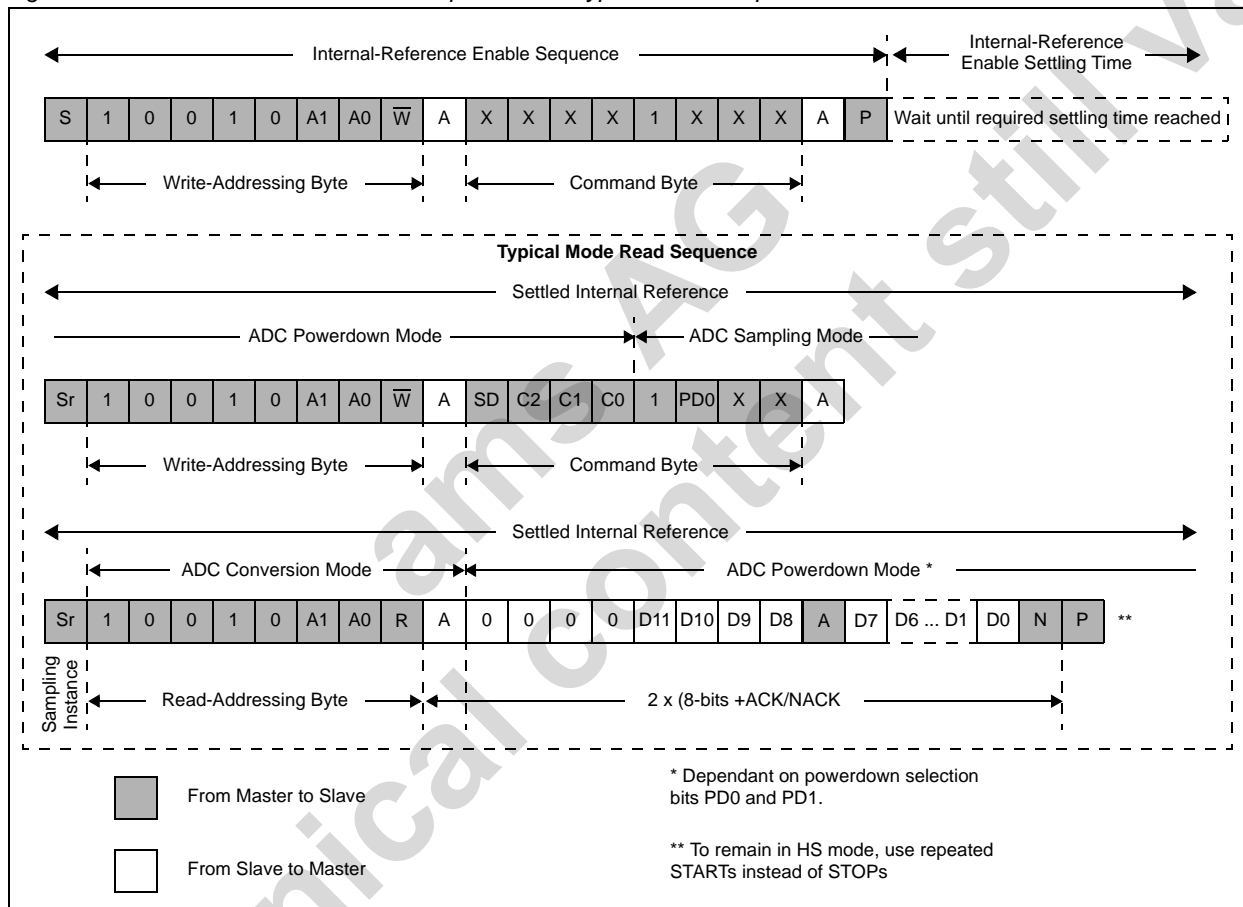 Internal-Reference Enable Sequence
Internal-Reference
Enable Settling Time
S 1 0 0 1 0 A1 A0 W̅ A X X X X 1 X X X A P Wait until required settling time reached
Write-Addressing Byte Command Byte
Typical Mode Read Sequence
Settled Internal Reference
ADC Powerdown Mode ADC Sampling Mode
Sr 1 0 0 1 0 A1 A0 W̅ A SD C2 C1 C0 1 PD0 X X A
Write-Addressing Byte Command Byte
Settled Internal Reference
ADC Conversion Mode ADC Powerdown Mode *
Sr 1 0 0 1 0 A1 A0 R A 0 0 0 0 D11 D10 D9 D8 A D7 D6 ... D1 D0 N P **
Sampling
Instance
Read-Addressing Byte 2 x (8-bits +ACK/NACK
From Master to Slave
* Dependant on powerdown selection
bits PD0 and PD1.
From Slave to Master
** To remain in HS mode, use repeated
STARTs instead of STOPs
ams AG
content still